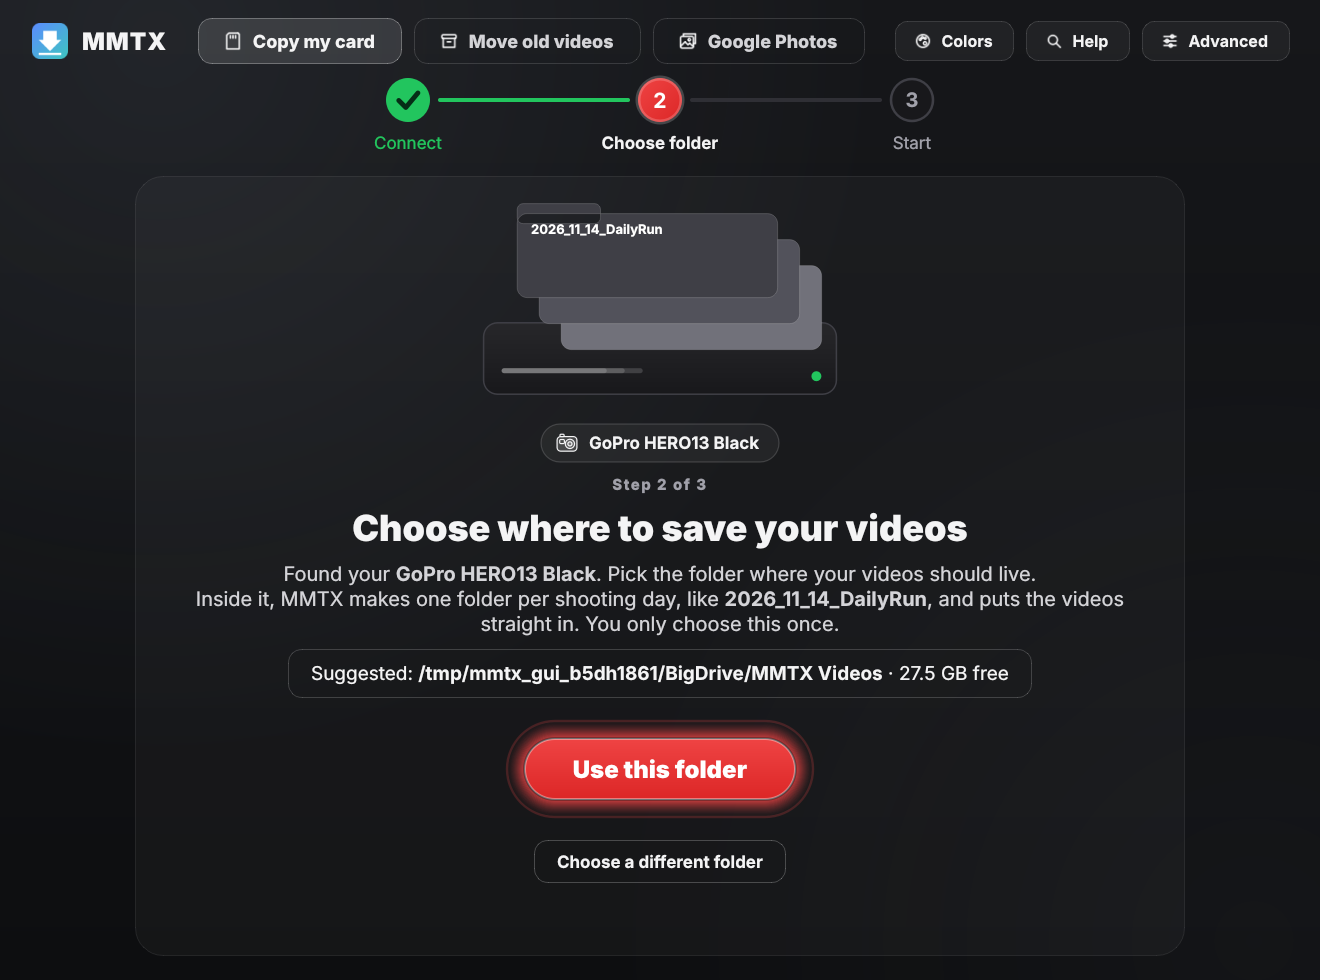 MMTX
Copy my card
Move old videos
Google Photos
Colors
Help
Advanced
2
3
Connect
Choose folder
Start
2026_11_14_DailyRun
GoPro HERO13 Black
Step 2 of 3
Choose where to save your videos
Found your GoPro HERO13 Black. Pick the folder where your videos should live.
Inside it, MMTX makes one folder per shooting day, like 2026_11_14_DailyRun, and puts the videos
straight in. You only choose this once.
Suggested: /tmp/mmtx_gui_b5dh1861/BigDrive/MMTX Videos · 27.5 GB free
Use this folder
Choose a different folder